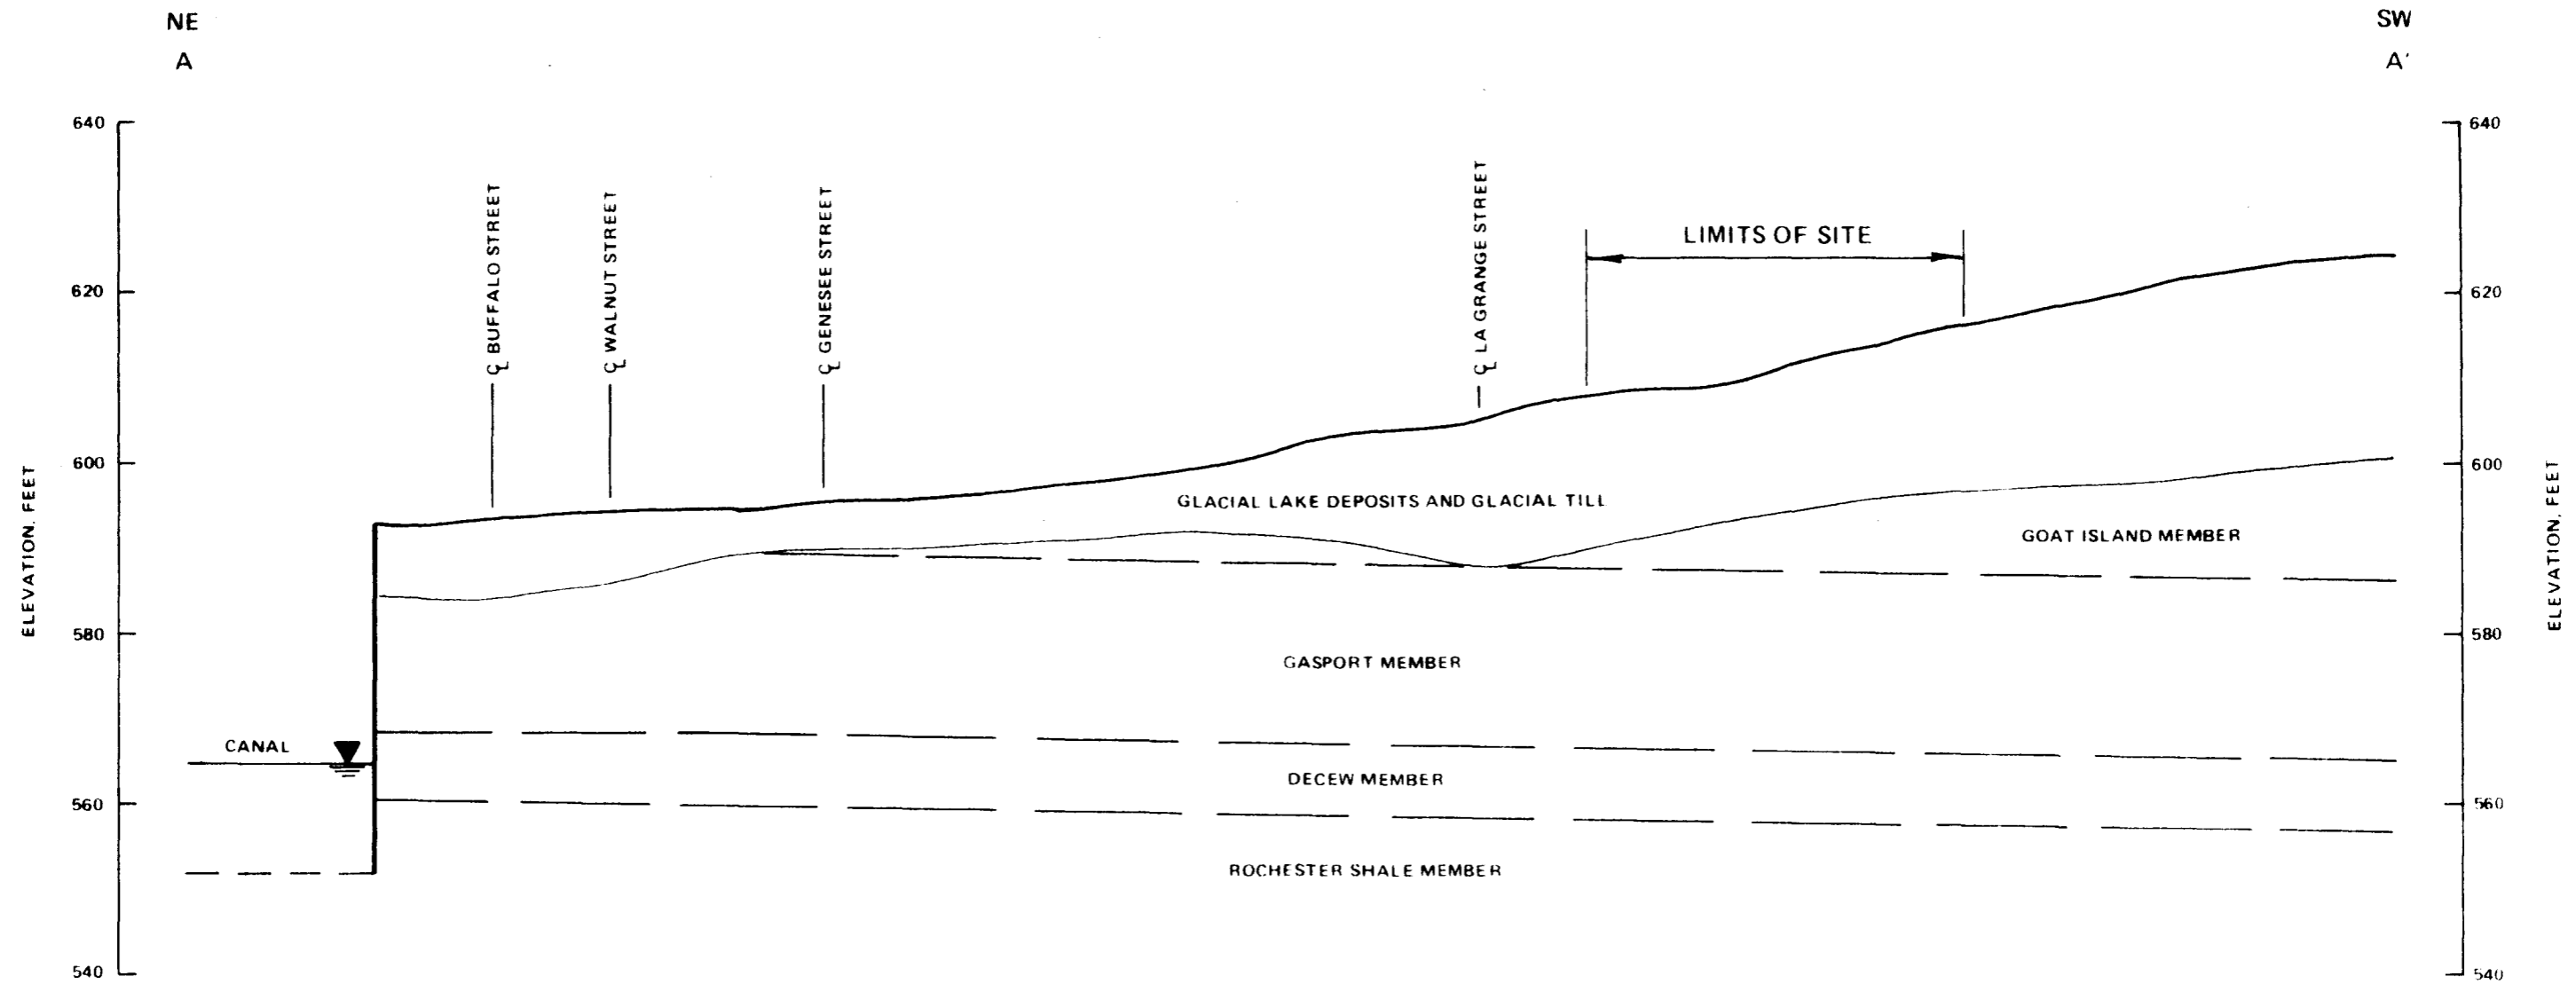 NE
A
SW
A'
640
620
600
580
560
540
ELEVATION, FEET
℄ BUFFALO STREET
℄ WALNUT STREET
℄ GENESEE STREET
℄ LA GRANGE STREET
LIMITS OF SITE
GLACIAL LAKE DEPOSITS AND GLACIAL TILL
GOAT ISLAND MEMBER
GASPORT MEMBER
CANAL
DECEW MEMBER
ROCHESTER SHALE MEMBER
640
620
600
580
560
540
ELEVATION, FEET